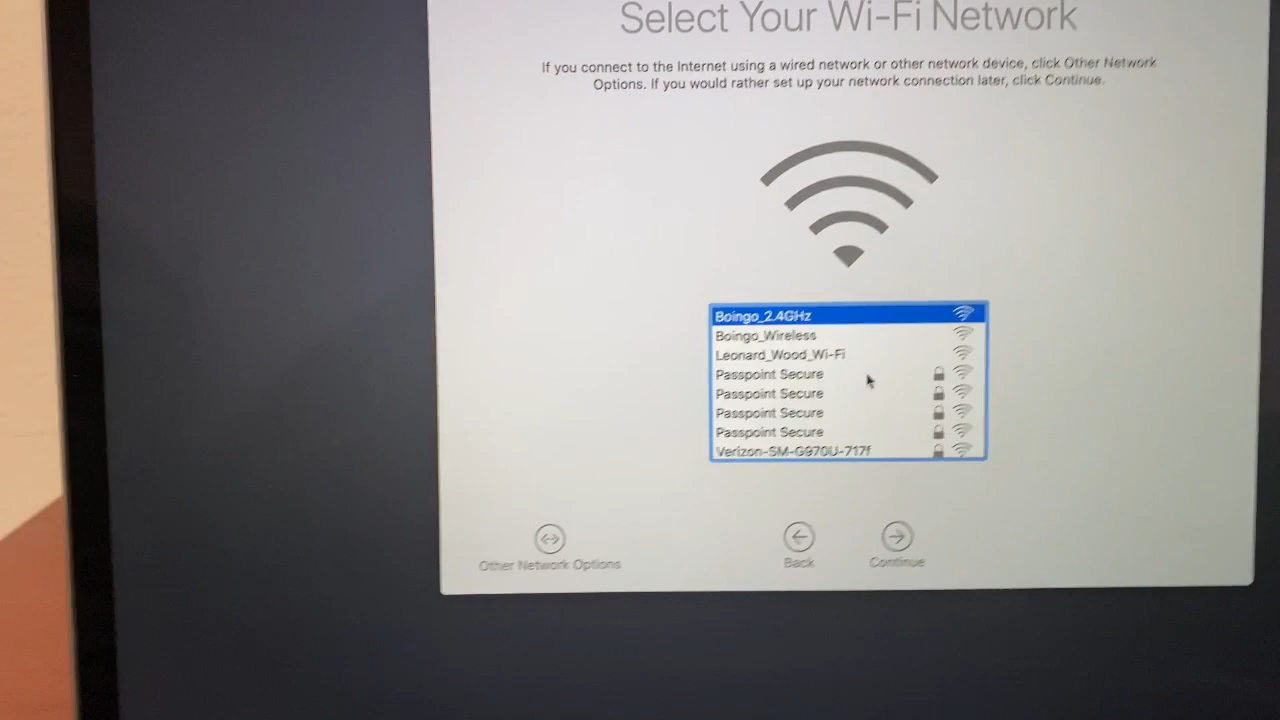 Select Your Wi-Fi Network
If you connect to the Internet using a wired network or other network device, click Other Network
Options. If you would rather set up your network connection later, click Continue.
Boingo_2.4GHz
Boingo_Wireless
Leonard_Wood_Wi-Fi
Passpoint Secure
Passpoint Secure
Passpoint Secure
Passpoint Secure
Verizon-SM-G970U-717f
Other Network Options
Back
Continue